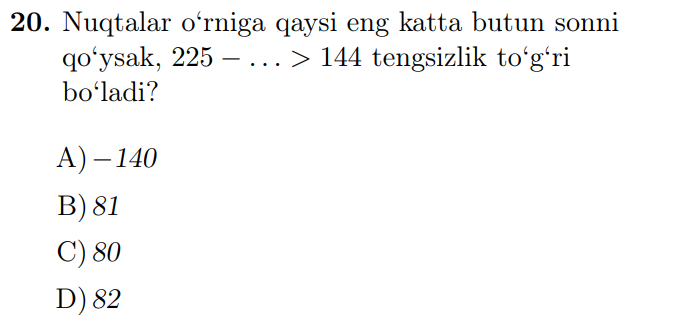 20. Nuqtalar o‘rniga qaysi eng katta butun sonni
qo‘ysak, 225 − . . . > 144 tengsizlik to‘g‘ri
bo‘ladi?
A) −140
B) 81
C) 80
D) 82